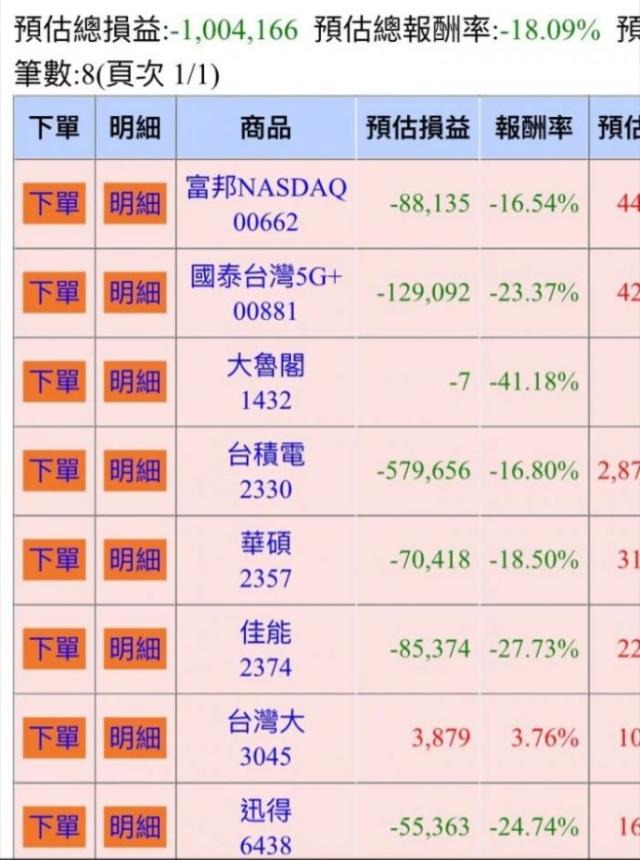 預估總損益:-1,004,166 預估總報酬率:-18.09% 預
筆數:8(頁次 1/1)
下單 明細 商品 預估損益 報酬率 預估
下單 明細 富邦NASDAQ 00662 -88,135 -16.54% 44
下單 明細 國泰台灣5G+ 00881 -129,092 -23.37% 42
下單 明細 大魯閣 1432 -7 -41.18%
下單 明細 台積電 2330 -579,656 -16.80% 2,87
下單 明細 華碩 2357 -70,418 -18.50% 31
下單 明細 佳能 2374 -85,374 -27.73% 22
下單 明細 台灣大 3045 3,879 3.76% 10
下單 明細 迅得 6438 -55,363 -24.74% 16